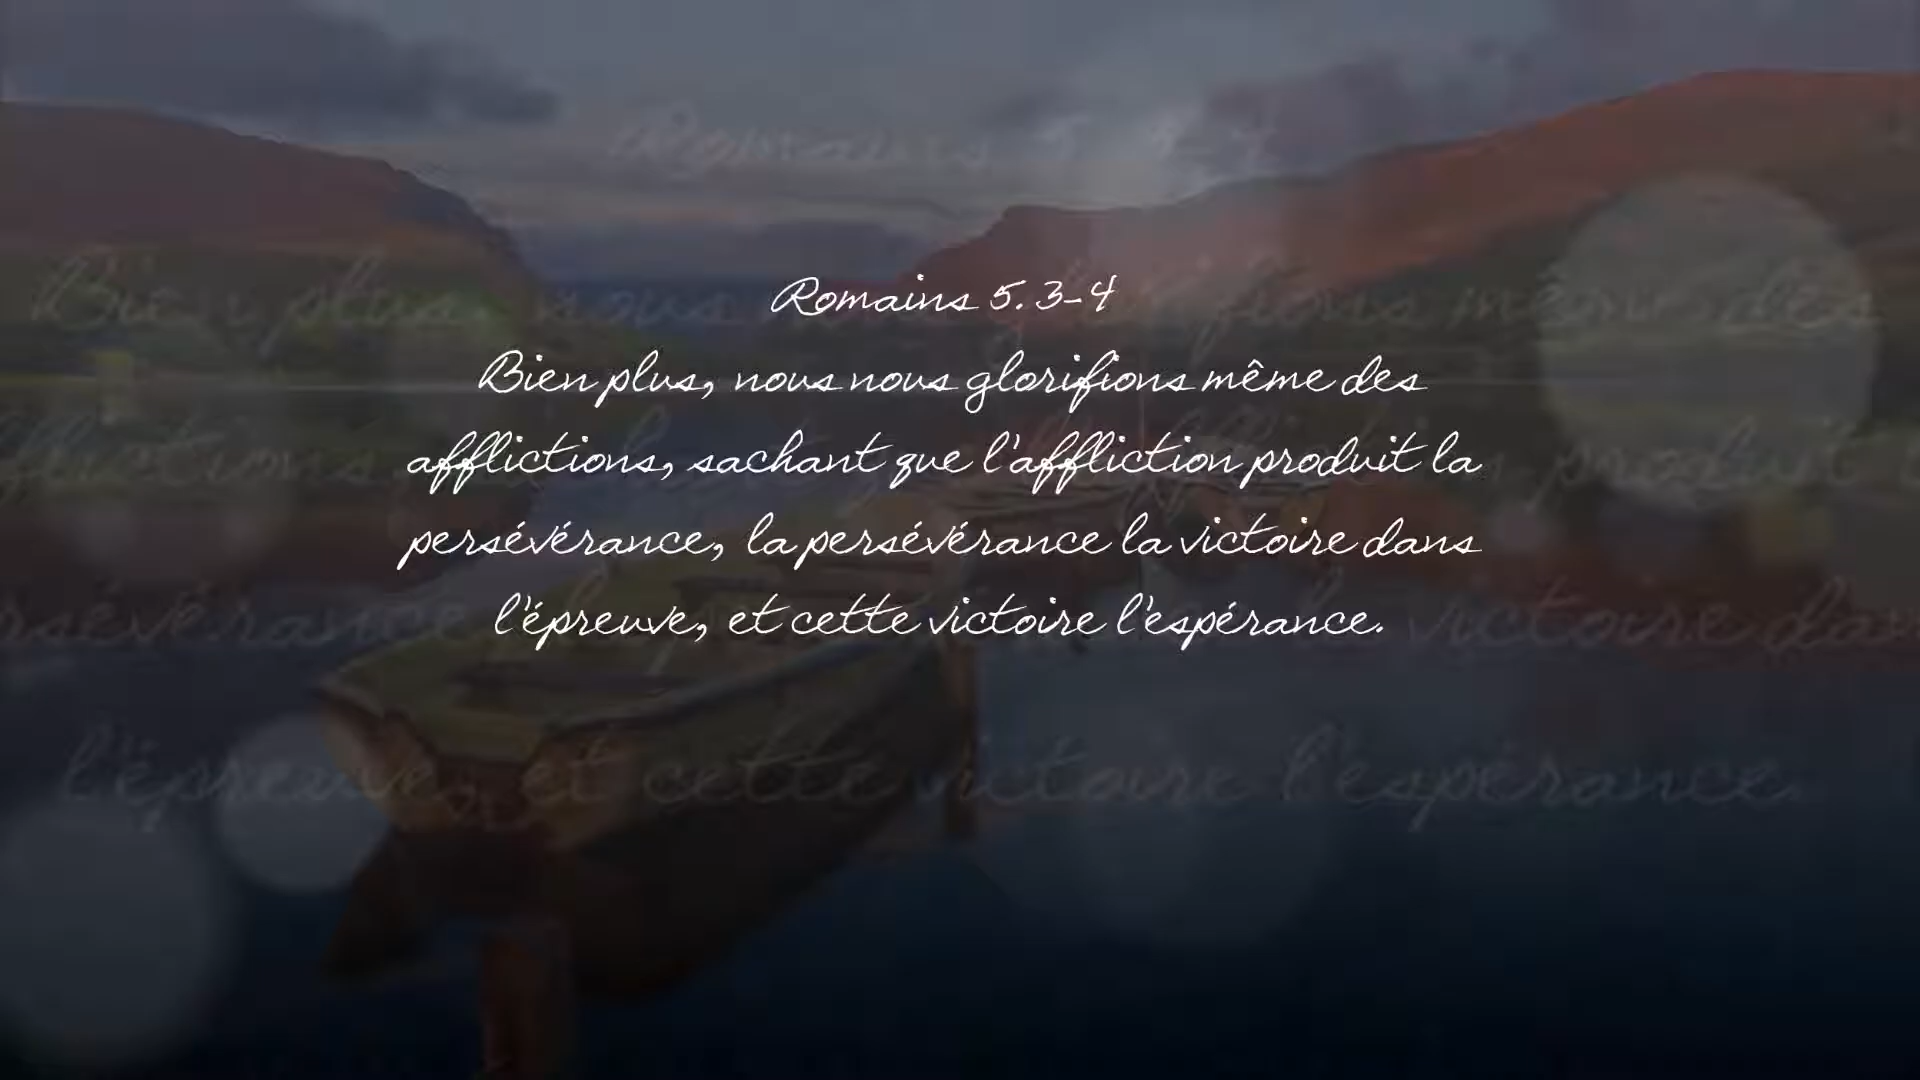 Romains 5.3-4
Bien plus, nous nous glorifions même des
afflictions, sachant que l'affliction produit la
persévérance, la persévérance la victoire dans
l'épreuve, et cette victoire l'espérance.